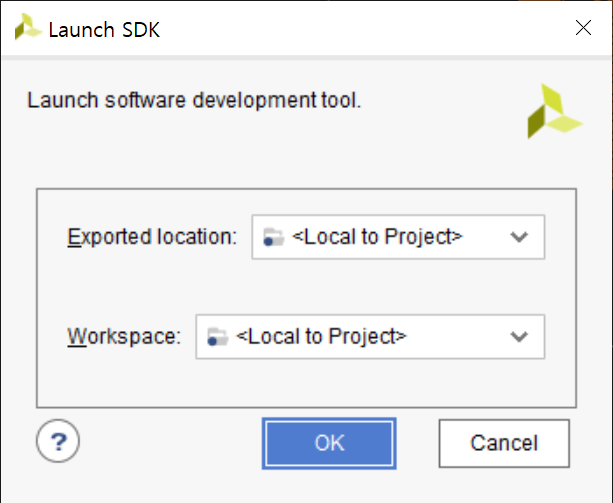 Launch SDK
Launch software development tool.
Exported location: <Local to Project>
Workspace: <Local to Project>
? OK Cancel